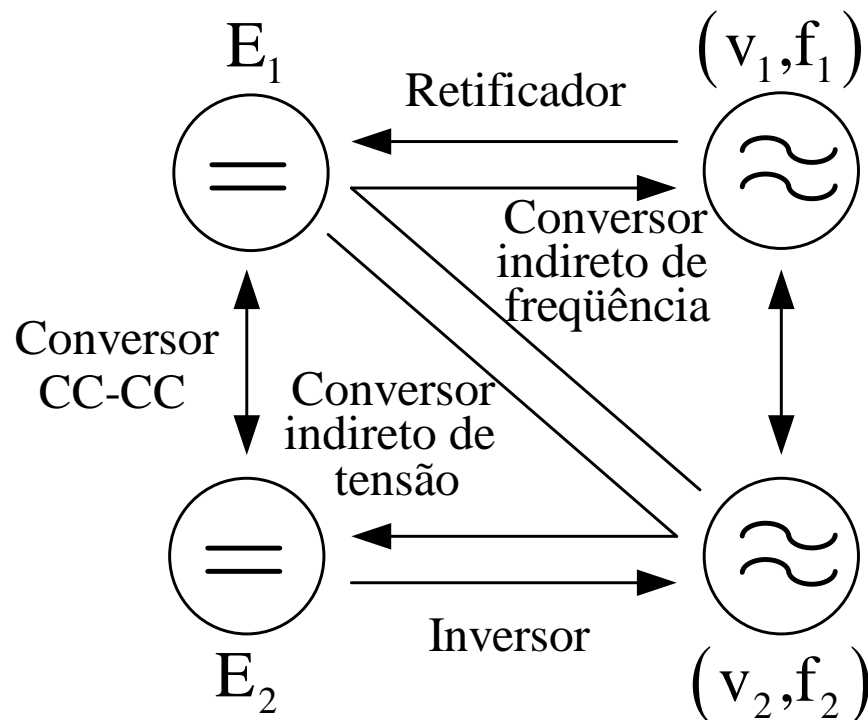 E₁
(v₁,f₁)
Retificador
Conversor
indireto de
freqüência
Conversor
CC-CC
Conversor
indireto de
tensão
Inversor
E₂
(v₂,f₂)